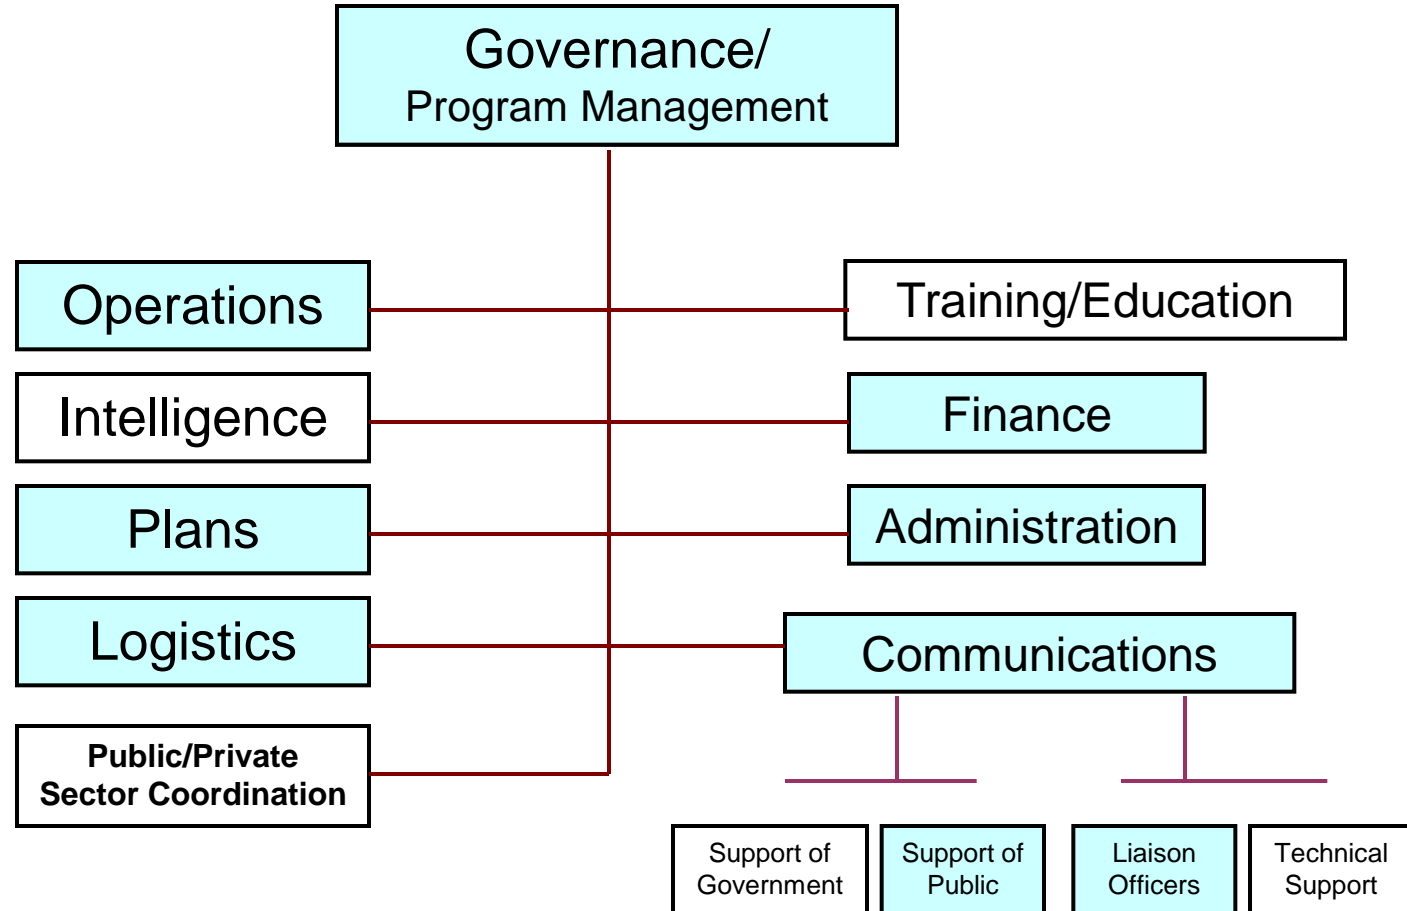 Governance/
Program Management
Operations
Training/Education
Intelligence
Finance
Plans
Administration
Logistics
Communications
Public/Private
Sector Coordination
Support of
Government
Support of
Public
Liaison
Officers
Technical
Support